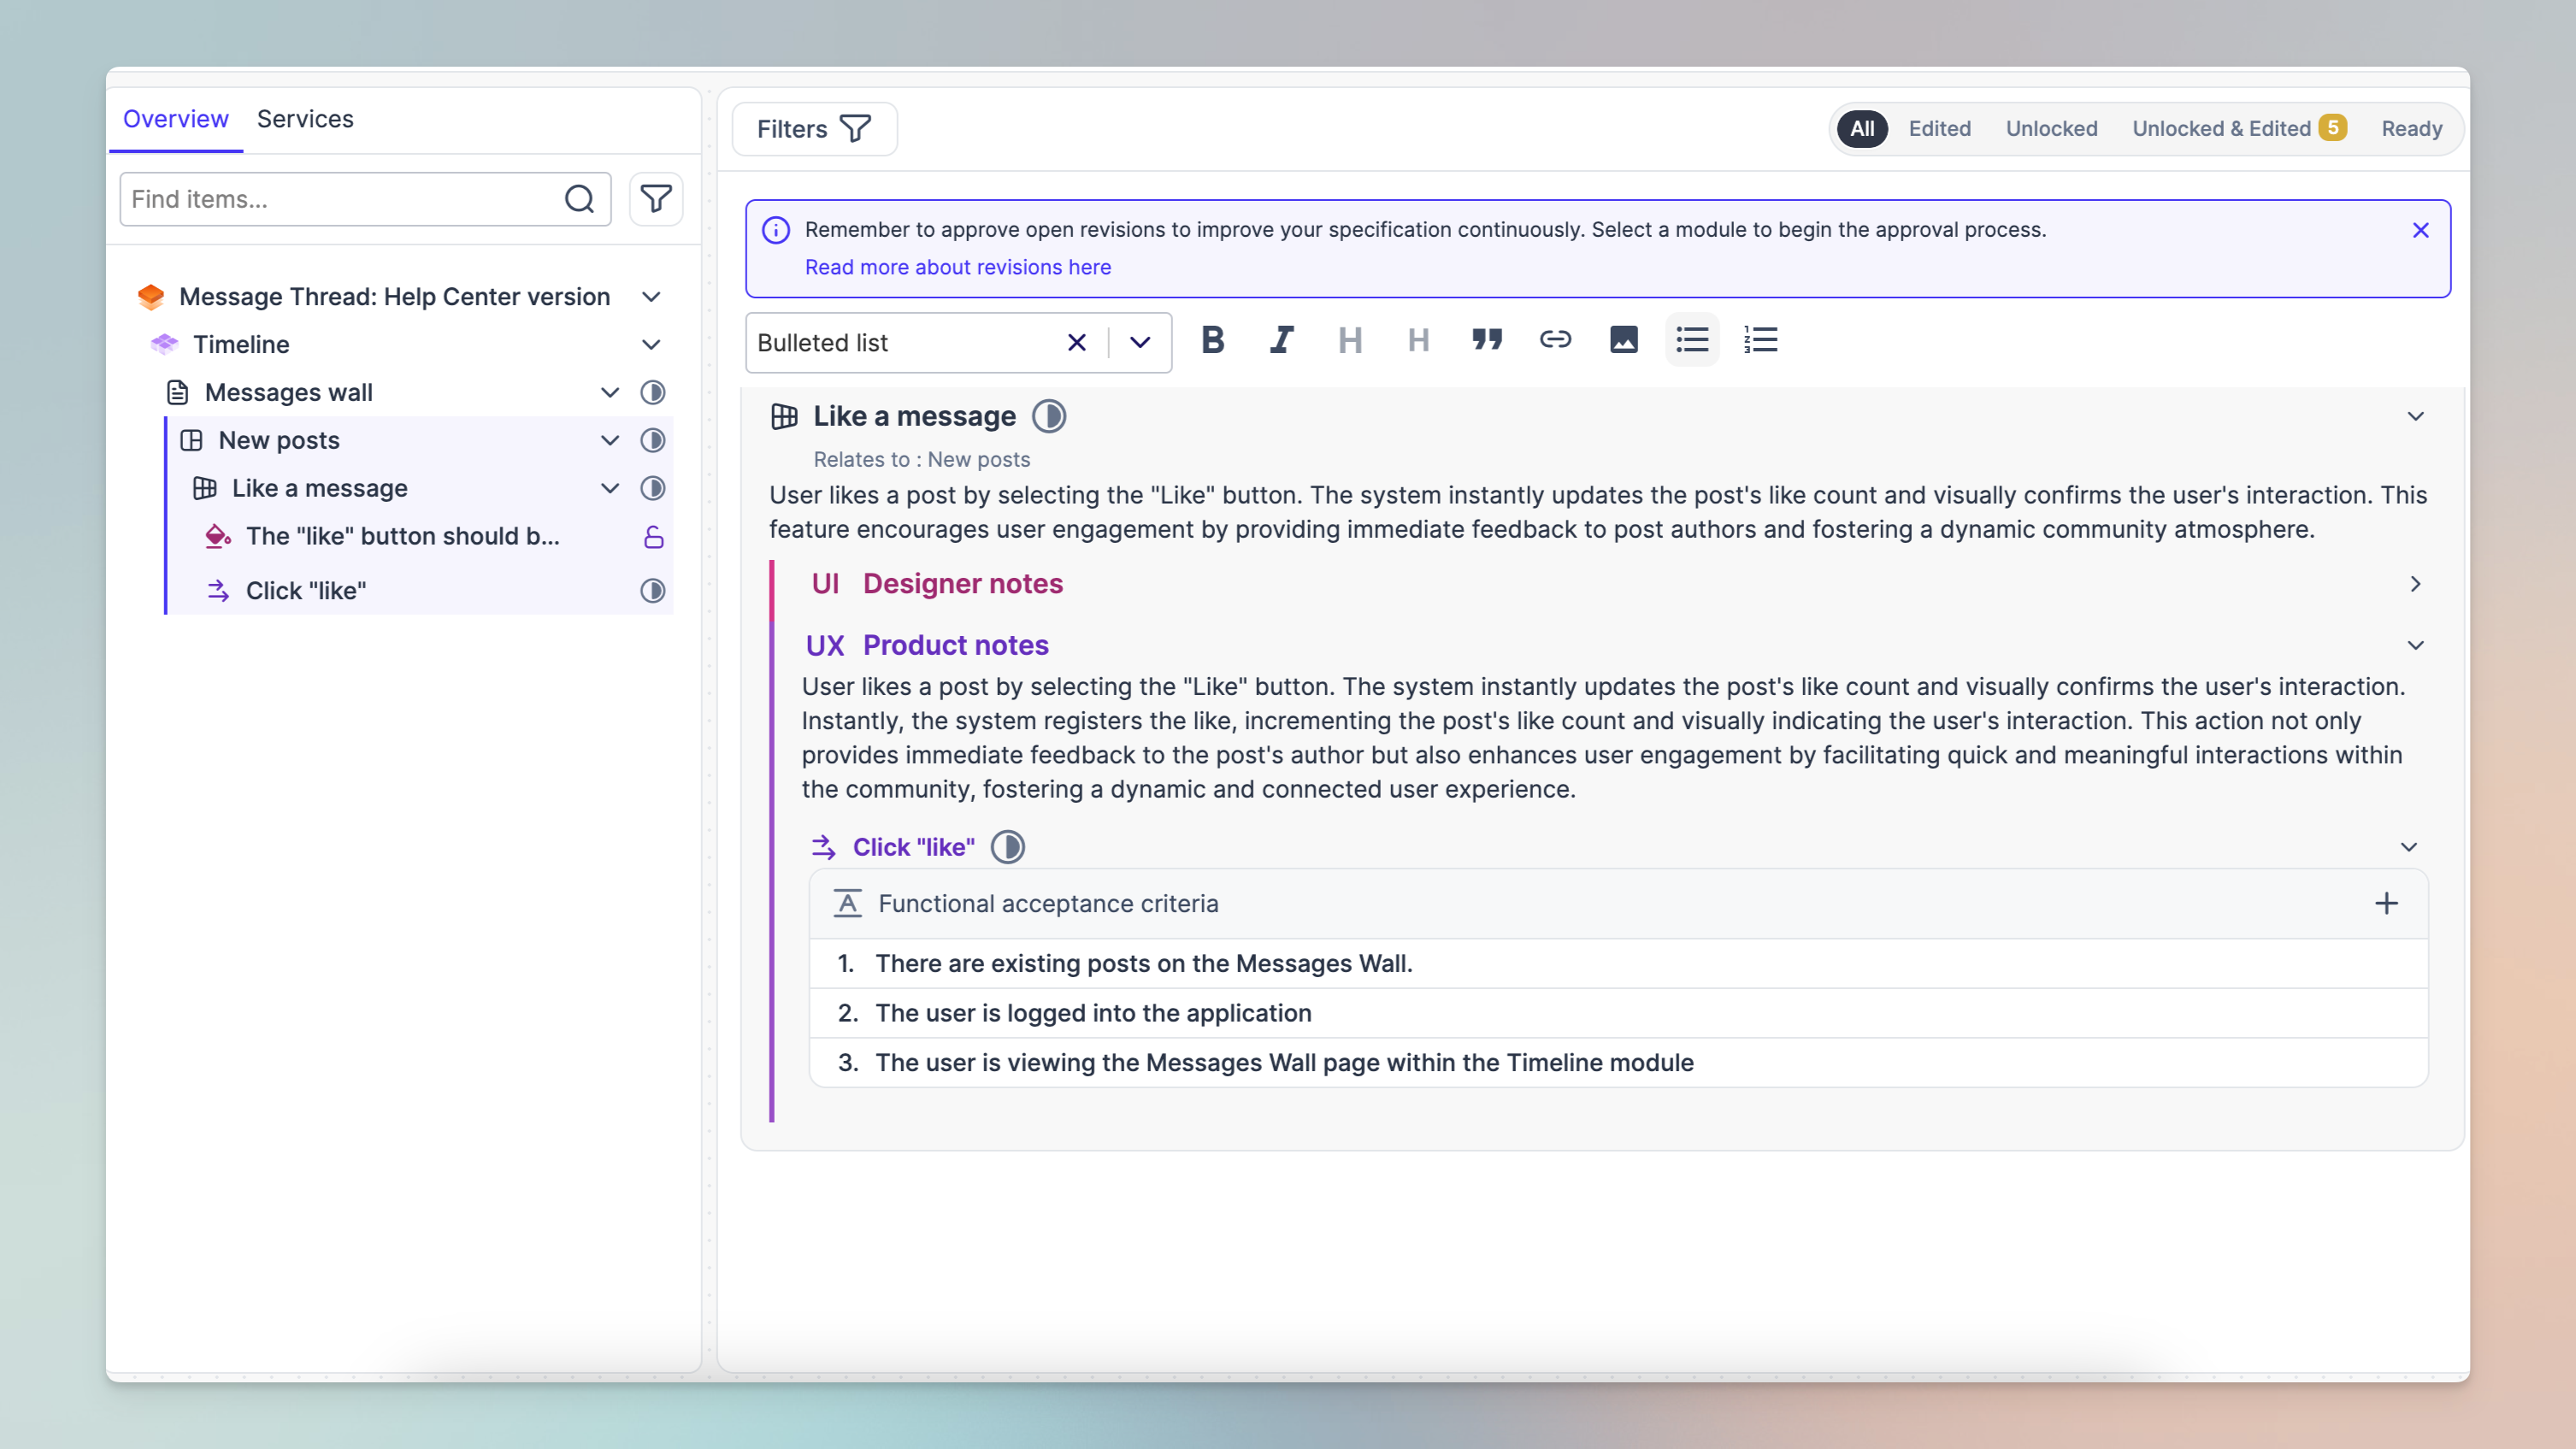 Overview
Services
Find items...
Message Thread: Help Center version
Timeline
Messages wall
New posts
Like a message
The "like" button should b...
Click "like"
Filters
All
Edited
Unlocked
Unlocked & Edited 5
Ready
Remember to approve open revisions to improve your specification continuously. Select a module to begin the approval process.
Read more about revisions here
Bulleted list
B
I
H
H
Like a message
Relates to : New posts
User likes a post by selecting the "Like" button. The system instantly updates the post's like count and visually confirms the user's interaction. This
feature encourages user engagement by providing immediate feedback to post authors and fostering a dynamic community atmosphere.
UI Designer notes
UX Product notes
User likes a post by selecting the "Like" button. The system instantly updates the post's like count and visually confirms the user's interaction.
Instantly, the system registers the like, incrementing the post's like count and visually indicating the user's interaction. This action not only
provides immediate feedback to the post's author but also enhances user engagement by facilitating quick and meaningful interactions within
the community, fostering a dynamic and connected user experience.
Click "like"
Functional acceptance criteria
1. There are existing posts on the Messages Wall.
2. The user is logged into the application
3. The user is viewing the Messages Wall page within the Timeline module